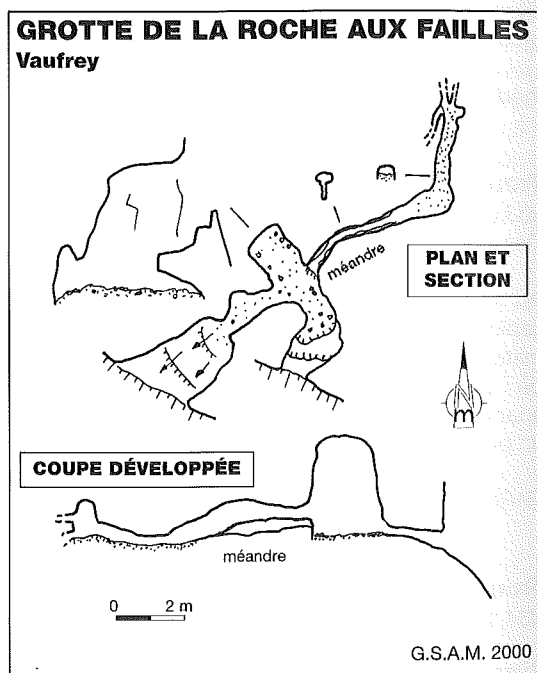 GROTTE DE LA ROCHE AUX FAILLES
Vaufrey
méandre
PLAN ET
SECTION
N
COUPE DÉVELOPPÉE
méandre
0 2 m
G.S.A.M. 2000